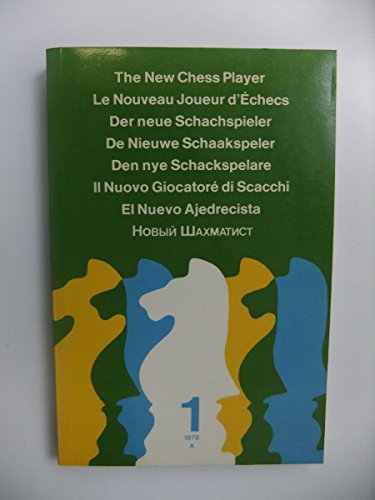 The New Chess Player
Le Nouveau Joueur d'Échecs
Der neue Schachspieler
De Nieuwe Schaakspeler
Den nye Schackspelare
Il Nuovo Giocatoré di Scacchi
El Nuevo Ajedrecista
Новый Шахматист
1
1978
A